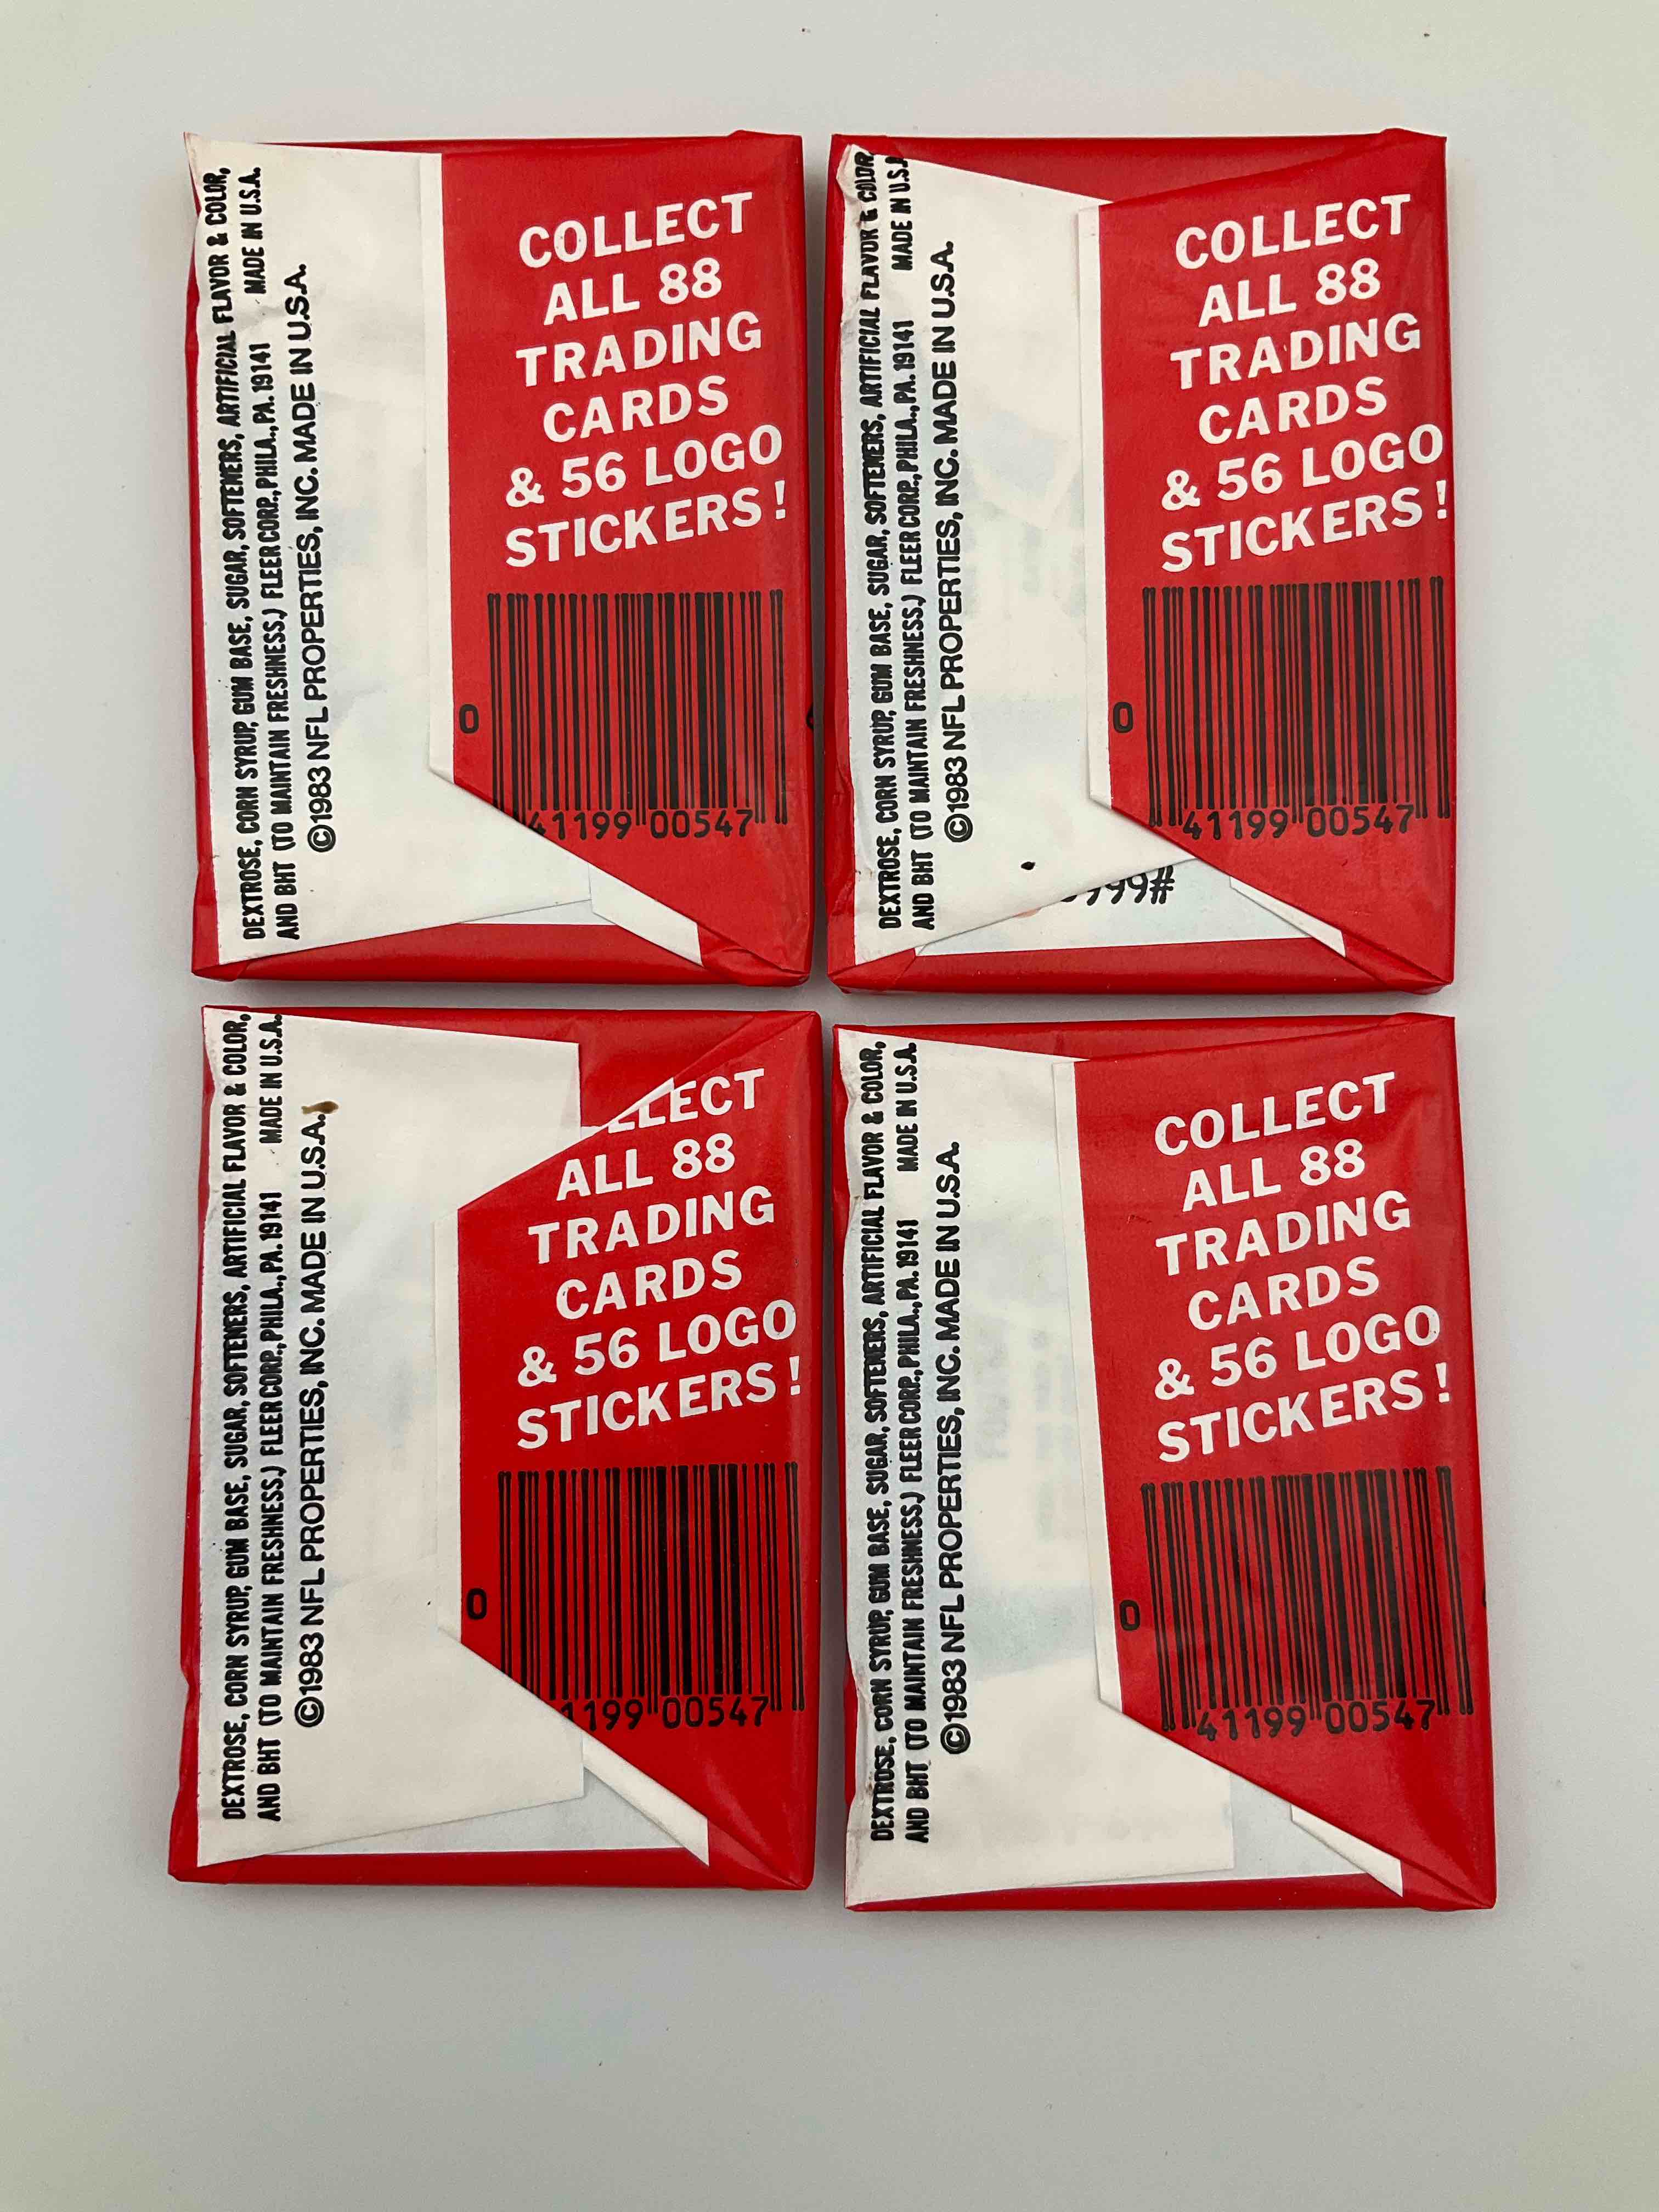 DEXTROSE, CORN SYRUP, GUM BASE, SUGAR, SOFTENERS, ARTIFICIAL FLAVOR & COLOR,
AND BHT (TO MAINTAIN FRESHNESS.) FLEER CORP., PHILA., PA. 19141 MADE IN U.S.A.
©1983 NFL PROPERTIES, INC. MADE IN U.S.A.
COLLECT
ALL 88
TRADING
CARDS
& 56 LOGO
STICKERS!
0
41199 00547
DEXTROSE, CORN SYRUP, GUM BASE, SUGAR, SOFTENERS, ARTIFICIAL FLAVOR & COLOR,
AND BHT (TO MAINTAIN FRESHNESS.) FLEER CORP., PHILA., PA. 19141 MADE IN U.S.A
©1983 NFL PROPERTIES, INC. MADE IN U.S.A.
COLLECT
ALL 88
TRADING
CARDS
& 56 LOGO
STICKERS!
0
41199 00547
999#
DEXTROSE, CORN SYRUP, GUM BASE, SUGAR, SOFTENERS, ARTIFICIAL FLAVOR & COLOR,
AND BHT (TO MAINTAIN FRESHNESS.) FLEER CORP., PHILA., PA. 19141 MADE IN U.S.A.
©1983 NFL PROPERTIES, INC. MADE IN U.S.A.
LLECT
ALL 88
TRADING
CARDS
& 56 LOGO
STICKERS!
0
1199 00547
DEXTROSE, CORN SYRUP, GUM BASE, SUGAR, SOFTENERS, ARTIFICIAL FLAVOR & COLOR,
AND BHT (TO MAINTAIN FRESHNESS.) FLEER CORP., PHILA., PA. 19141 MADE IN U.S.A.
©1983 NFL PROPERTIES, INC. MADE IN U.S.A.
COLLECT
ALL 88
TRADING
CARDS
& 56 LOGO
STICKERS!
0
41199 00547